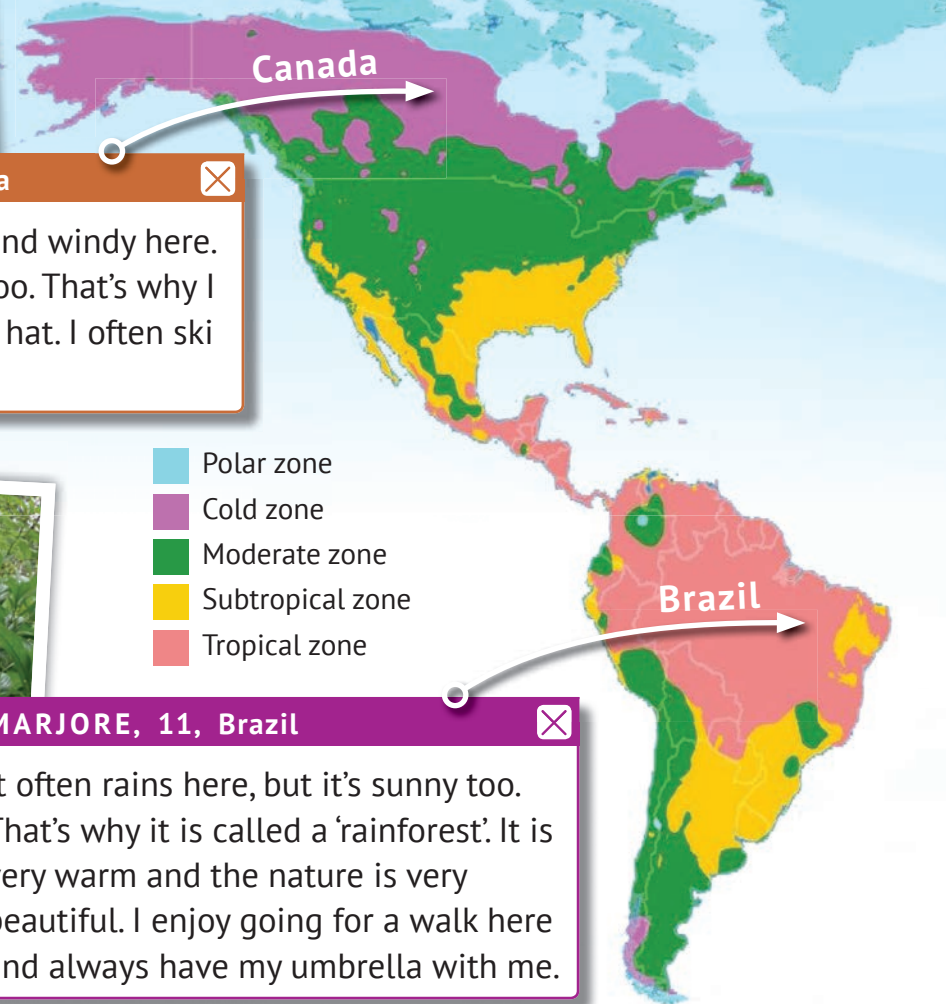 Canada
a
nd windy here.
oo. That's why I
hat. I often ski
Polar zone
Cold zone
Moderate zone
Subtropical zone
Tropical zone
Brazil
MARJORE, 11, Brazil
t often rains here, but it's sunny too.
That's why it is called a ‘rainforest’. It is
very warm and the nature is very
beautiful. I enjoy going for a walk here
nd always have my umbrella with me.